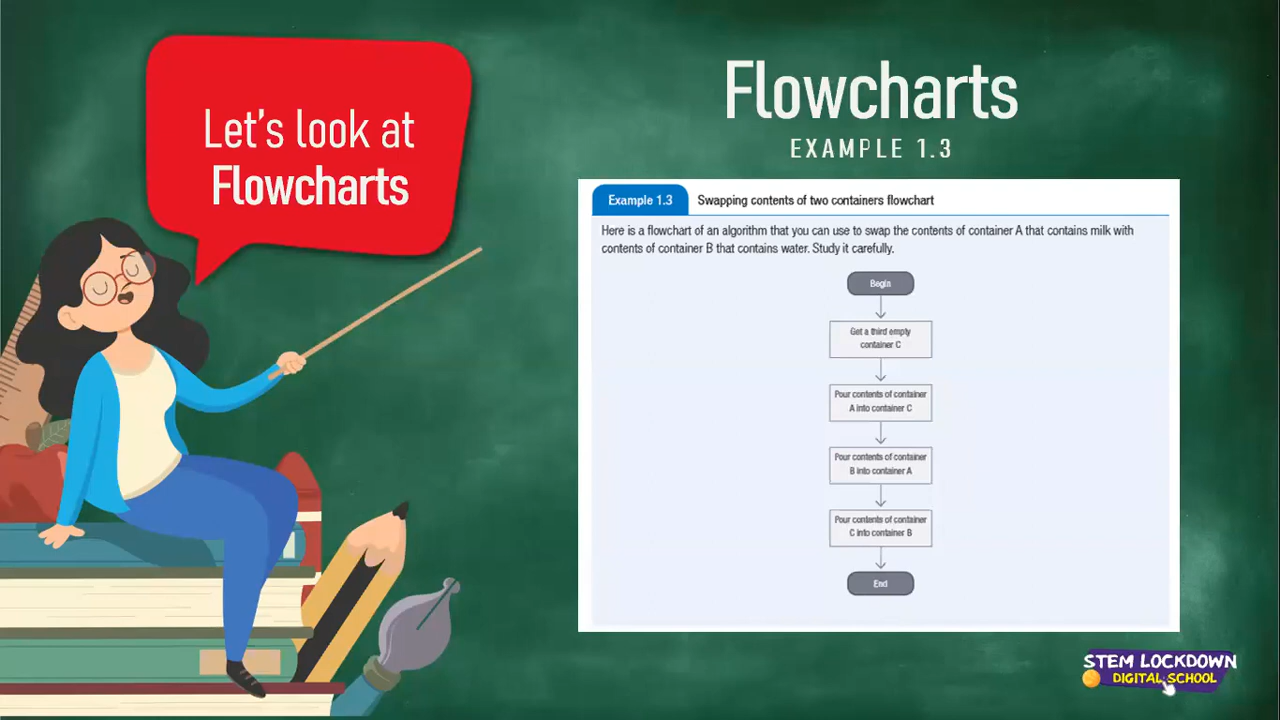 Let's look at
Flowcharts
Flowcharts
EXAMPLE 1.3
Example 1.3
Swapping contents of two containers flowchart
Here is a flowchart of an algorithm that you can use to swap the contents of container A that contains milk with
contents of container B that contains water. Study it carefully.
Begin
Get a third empty
container C
Pour contents of container
A into container C
Pour contents of container
B into container A
Pour contents of container
C into container B
End
STEM LOCKDOWN
DIGITAL SCHOOL